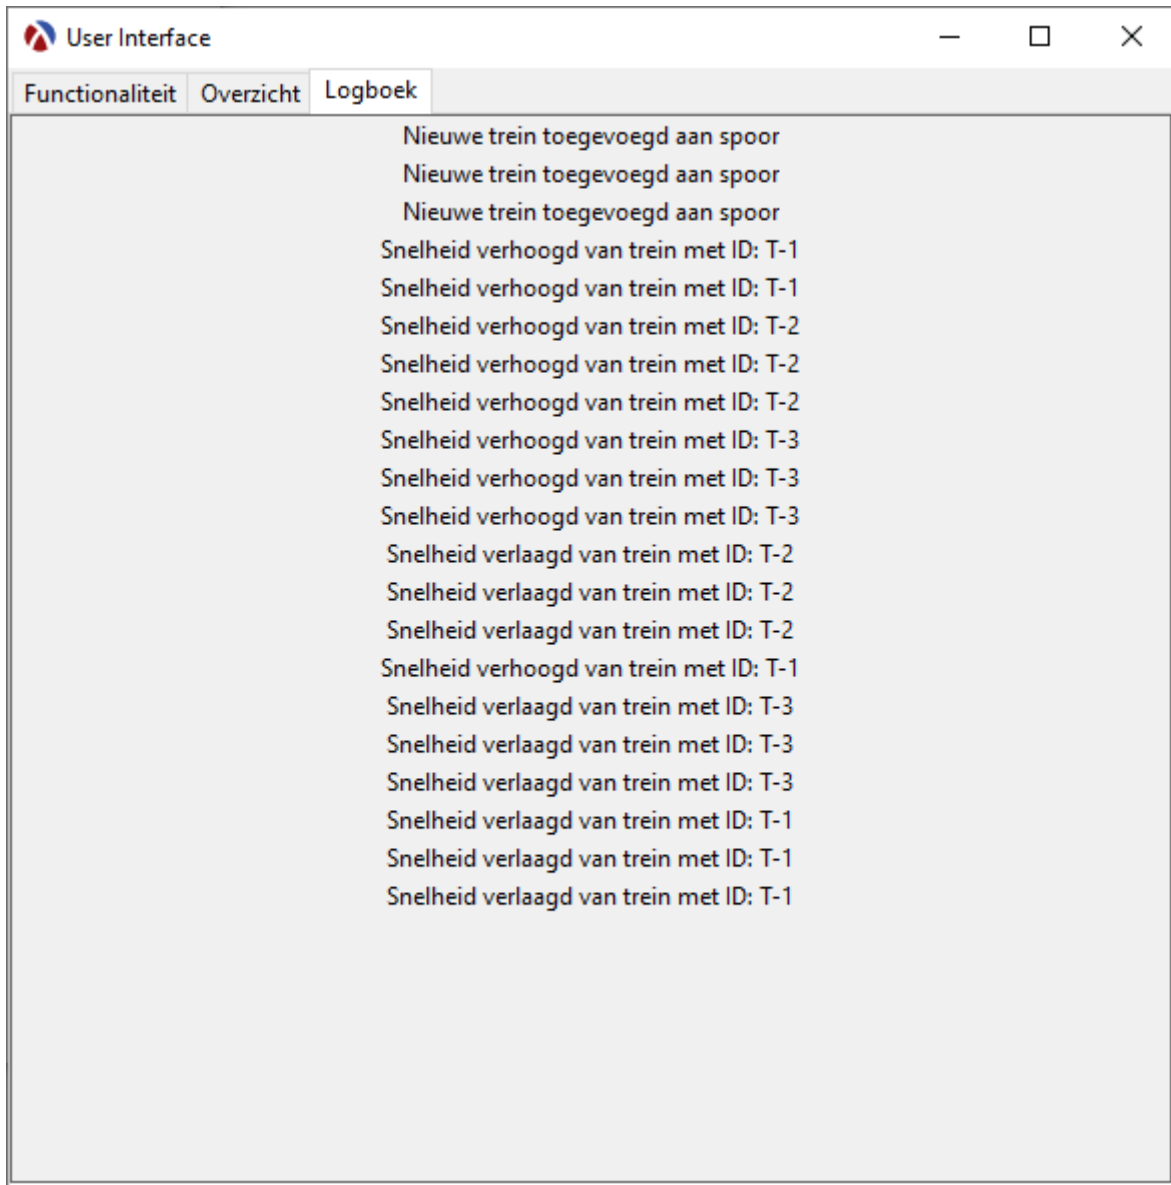 User Interface
Functionaliteit Overzicht Logboek
Nieuwe trein toegevoegd aan spoor
Nieuwe trein toegevoegd aan spoor
Nieuwe trein toegevoegd aan spoor
Snelheid verhoogd van trein met ID: T-1
Snelheid verhoogd van trein met ID: T-1
Snelheid verhoogd van trein met ID: T-2
Snelheid verhoogd van trein met ID: T-2
Snelheid verhoogd van trein met ID: T-2
Snelheid verhoogd van trein met ID: T-3
Snelheid verhoogd van trein met ID: T-3
Snelheid verhoogd van trein met ID: T-3
Snelheid verlaagd van trein met ID: T-2
Snelheid verlaagd van trein met ID: T-2
Snelheid verlaagd van trein met ID: T-2
Snelheid verhoogd van trein met ID: T-1
Snelheid verlaagd van trein met ID: T-3
Snelheid verlaagd van trein met ID: T-3
Snelheid verlaagd van trein met ID: T-3
Snelheid verlaagd van trein met ID: T-1
Snelheid verlaagd van trein met ID: T-1
Snelheid verlaagd van trein met ID: T-1